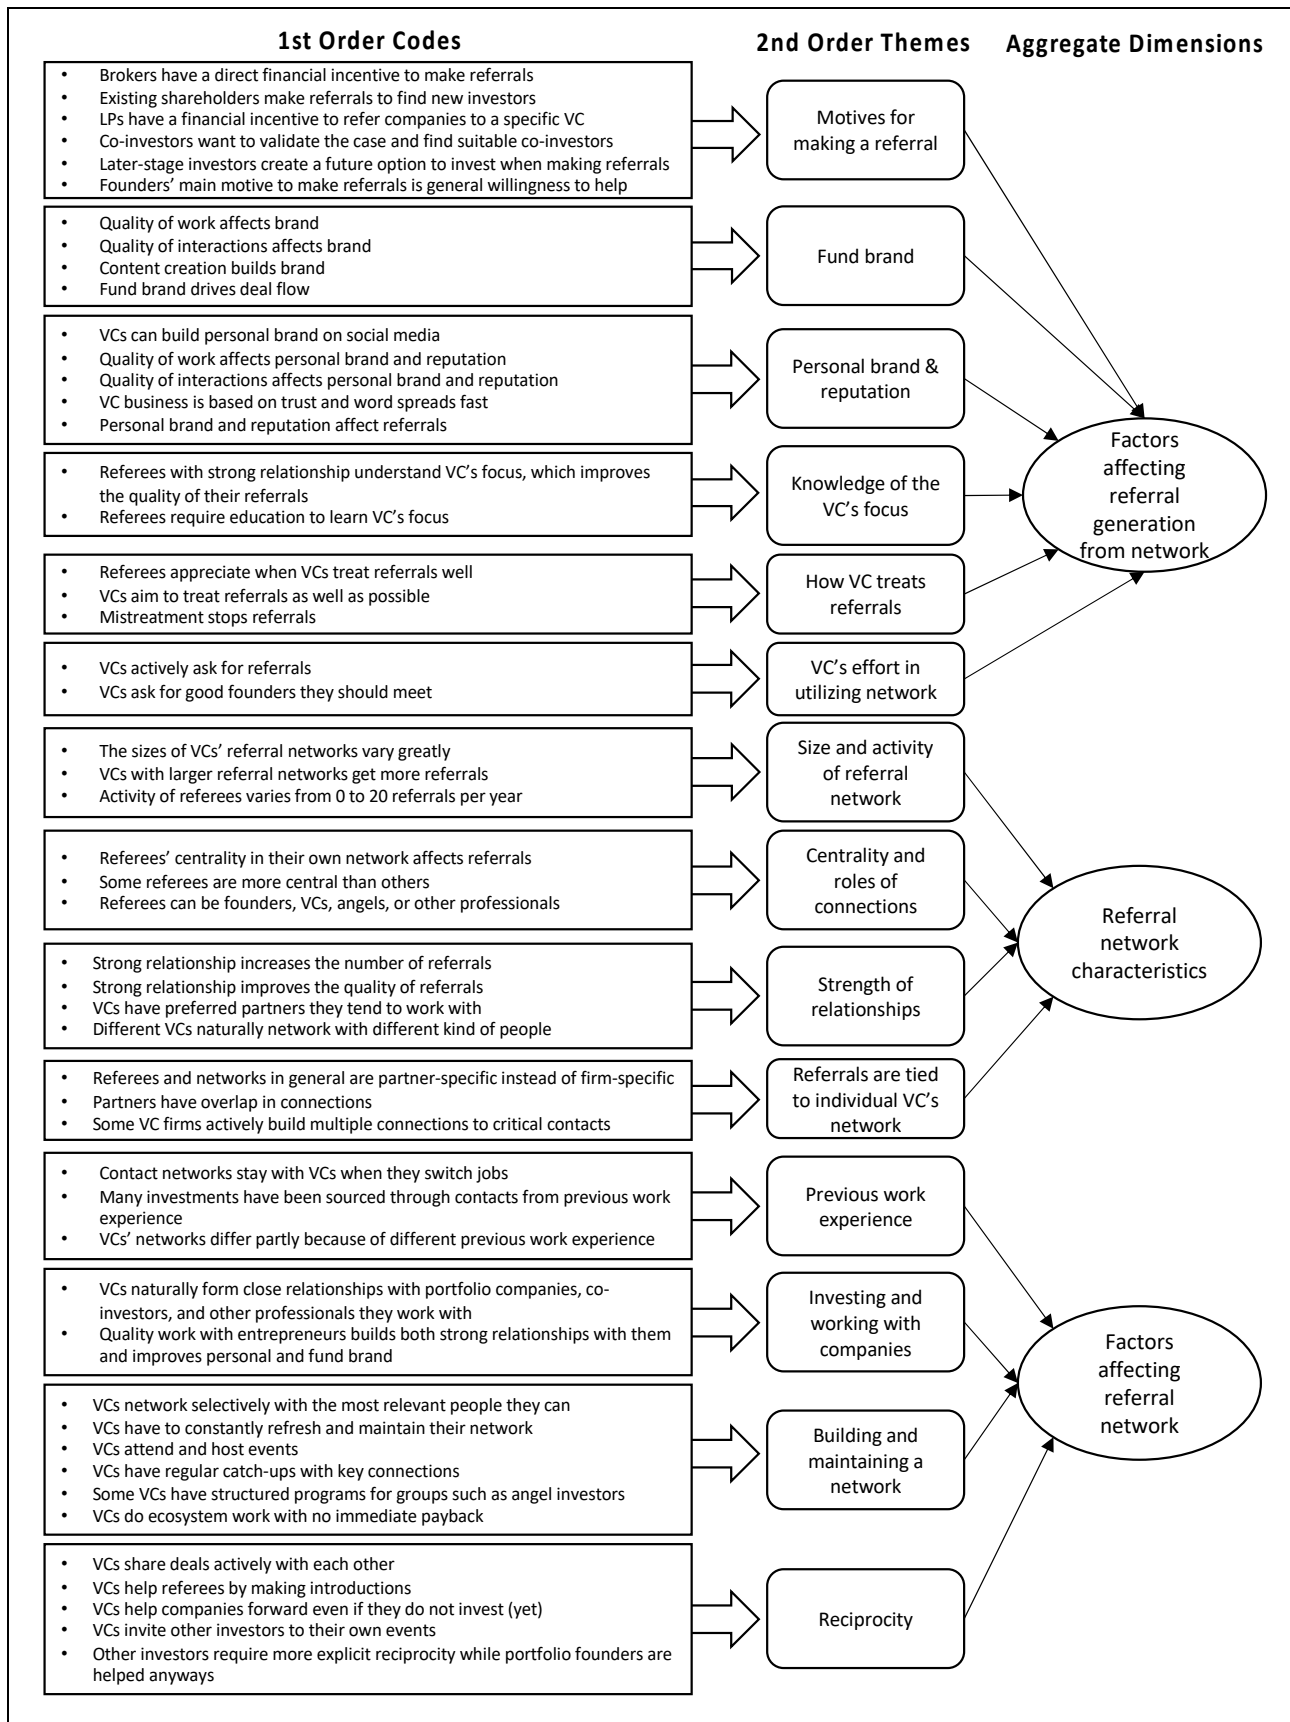 1st Order Codes
2nd Order Themes
Aggregate Dimensions
• Brokers have a direct financial incentive to make referrals
• Existing shareholders make referrals to find new investors
• LPs have a financial incentive to refer companies to a specific VC
• Co-investors want to validate the case and find suitable co-investors
• Later-stage investors create a future option to invest when making referrals
• Founders’ main motive to make referrals is general willingness to help
Motives for
making a referral
• Quality of work affects brand
• Quality of interactions affects brand
• Content creation builds brand
• Fund brand drives deal flow
Fund brand
• VCs can build personal brand on social media
• Quality of work affects personal brand and reputation
• Quality of interactions affects personal brand and reputation
• VC business is based on trust and word spreads fast
• Personal brand and reputation affect referrals
Personal brand &
reputation
• Referees with strong relationship understand VC’s focus, which improves
the quality of their referrals
• Referees require education to learn VC’s focus
Knowledge of the
VC’s focus
• Referees appreciate when VCs treat referrals well
• VCs aim to treat referrals as well as possible
• Mistreatment stops referrals
How VC treats
referrals
• VCs actively ask for referrals
• VCs ask for good founders they should meet
VC’s effort in
utilizing network
Factors
affecting
referral
generation
from network
• The sizes of VCs’ referral networks vary greatly
• VCs with larger referral networks get more referrals
• Activity of referees varies from 0 to 20 referrals per year
Size and activity
of referral
network
• Referees’ centrality in their own network affects referrals
• Some referees are more central than others
• Referees can be founders, VCs, angels, or other professionals
Centrality and
roles of
connections
• Strong relationship increases the number of referrals
• Strong relationship improves the quality of referrals
• VCs have preferred partners they tend to work with
• Different VCs naturally network with different kind of people
Strength of
relationships
• Referees and networks in general are partner-specific instead of firm-specific
• Partners have overlap in connections
• Some VC firms actively build multiple connections to critical contacts
Referrals are tied
to individual VC’s
network
Referral
network
characteristics
• Contact networks stay with VCs when they switch jobs
• Many investments have been sourced through contacts from previous work
experience
• VCs’ networks differ partly because of different previous work experience
Previous work
experience
• VCs naturally form close relationships with portfolio companies, co-
investors, and other professionals they work with
• Quality work with entrepreneurs builds both strong relationships with them
and improves personal and fund brand
Investing and
working with
companies
• VCs network selectively with the most relevant people they can
• VCs have to constantly refresh and maintain their network
• VCs attend and host events
• VCs have regular catch-ups with key connections
• Some VCs have structured programs for groups such as angel investors
• VCs do ecosystem work with no immediate payback
Building and
maintaining a
network
• VCs share deals actively with each other
• VCs help referees by making introductions
• VCs help companies forward even if they do not invest (yet)
• VCs invite other investors to their own events
• Other investors require more explicit reciprocity while portfolio founders are
helped anyways
Reciprocity
Factors
affecting
referral
network